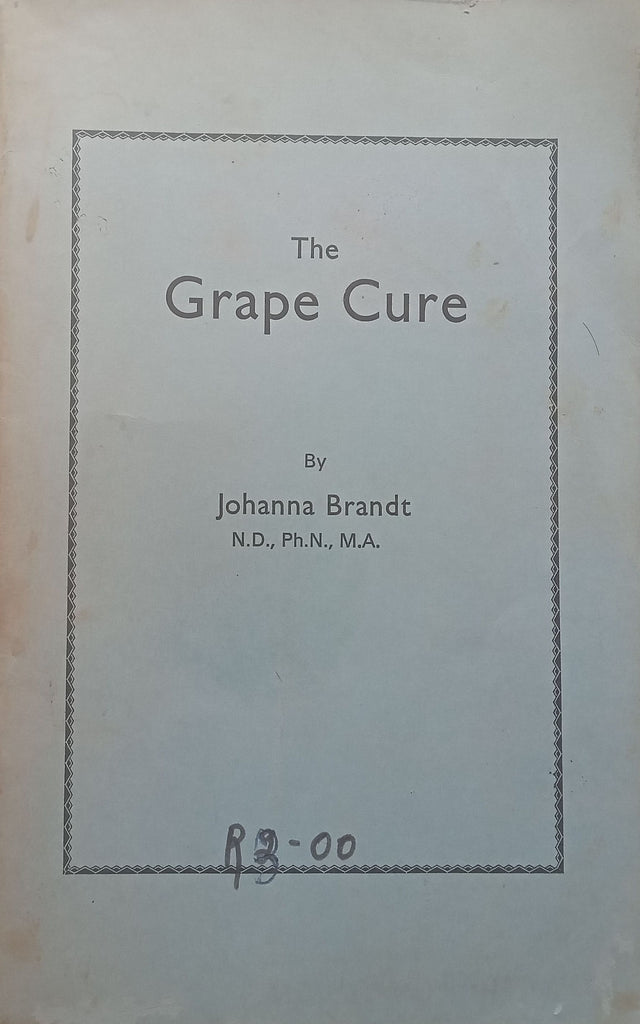 The
Grape Cure
By
Johanna Brandt
N.D., Ph.N., M.A.
R3-00